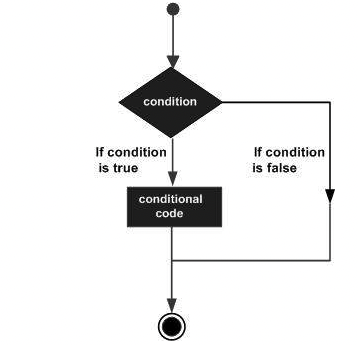 condition
If condition
is true
If condition
is false
conditional
code